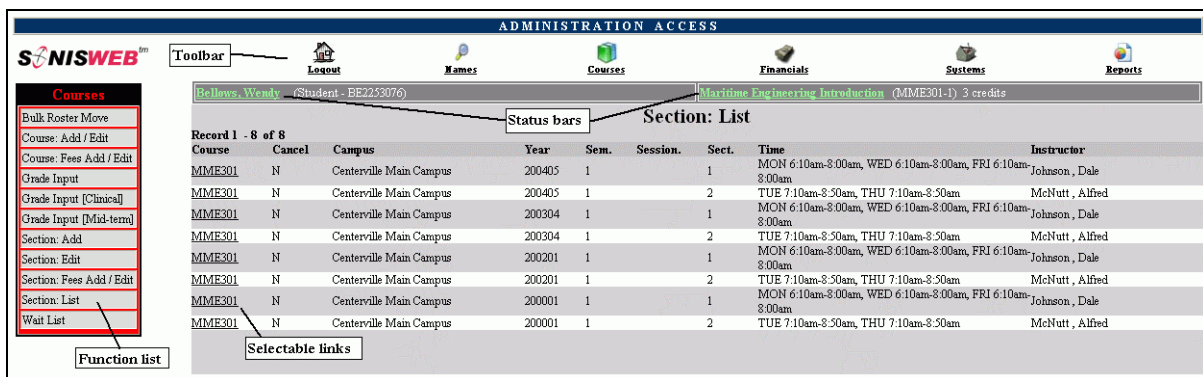 ADMINISTRATION ACCESS
SONISWEB tm
Toolbar
Logout Names Courses Financials Systems Reports
Courses
Bulk Roster Move
Course: Add / Edit
Course: Fees Add / Edit
Grade Input
Grade Input [Clinical]
Grade Input [Mid-term]
Section: Add
Section: Edit
Section: Fees Add / Edit
Section: List
Wait List
Function list
Bellows, Wendy (Student - BE2253076) Maritime Engineering Introduction (MME301-1) 3 credits
Status bars
Section: List
Record 1 - 8 of 8
Course Cancel Campus Year Sem. Session. Sect. Time Instructor
MME301 N Centerville Main Campus 200405 1 1 MON 6:10am-8:00am, WED 6:10am-8:00am, FRI 6:10am-
8:00am Johnson , Dale
MME301 N Centerville Main Campus 200405 1 2 TUE 7:10am-8:50am, THU 7:10am-8:50am McNutt , Alfred
MME301 N Centerville Main Campus 200304 1 1 MON 6:10am-8:00am, WED 6:10am-8:00am, FRI 6:10am-
8:00am Johnson , Dale
MME301 N Centerville Main Campus 200304 1 2 TUE 7:10am-8:50am, THU 7:10am-8:50am McNutt , Alfred
MME301 N Centerville Main Campus 200201 1 1 MON 6:10am-8:00am, WED 6:10am-8:00am, FRI 6:10am-
8:00am Johnson , Dale
MME301 N Centerville Main Campus 200201 1 2 TUE 7:10am-8:50am, THU 7:10am-8:50am McNutt , Alfred
MME301 N Centerville Main Campus 200001 1 1 MON 6:10am-8:00am, WED 6:10am-8:00am, FRI 6:10am-
8:00am Johnson , Dale
MME301 N Centerville Main Campus 200001 1 2 TUE 7:10am-8:50am, THU 7:10am-8:50am McNutt , Alfred
Selectable links